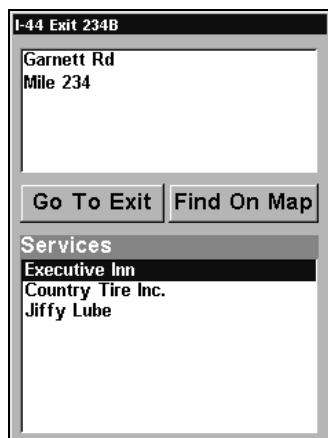 I-44 Exit 234B
Garnett Rd
Mile 234
Go To Exit Find On Map
Services
Executive Inn
Country Tire Inc.
Jiffy Lube